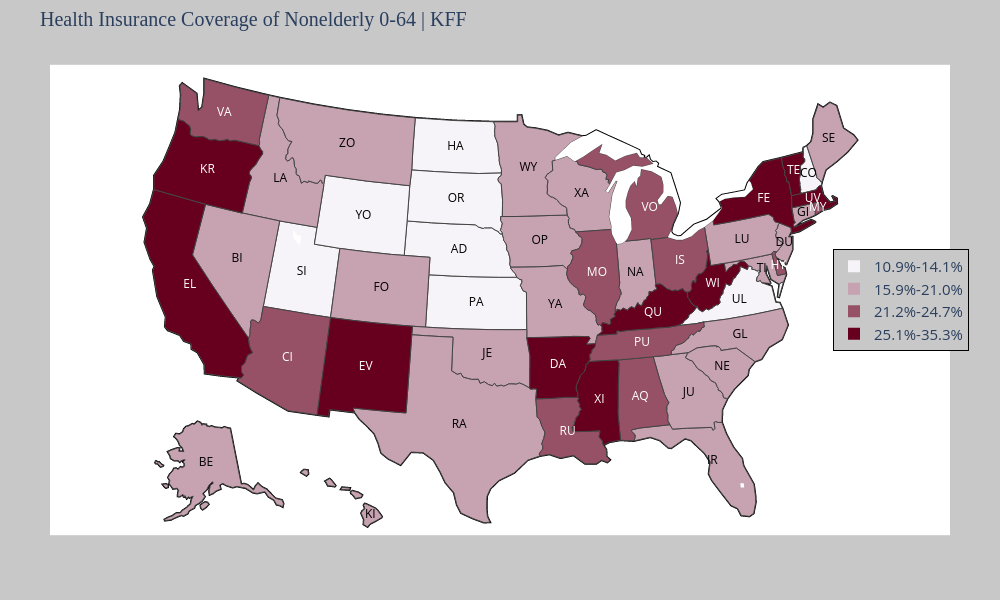 Health Insurance Coverage of Nonelderly 0-64 | KFF
VA
ZO
HA
SE
KR
LA
WY
TE
CO
YO
OR
XA
VO
FE
UV
MY
GI
EL
BI
SI
AD
OP
LU
DU
FO
PA
MO
NA
IS
WI
HY
UL
YA
QU
CI
EV
JE
DA
PU
GL
RA
XI
AQ
JU
NE
RU
BE
KI
IR
10.9%-14.1%
15.9%-21.0%
21.2%-24.7%
25.1%-35.3%